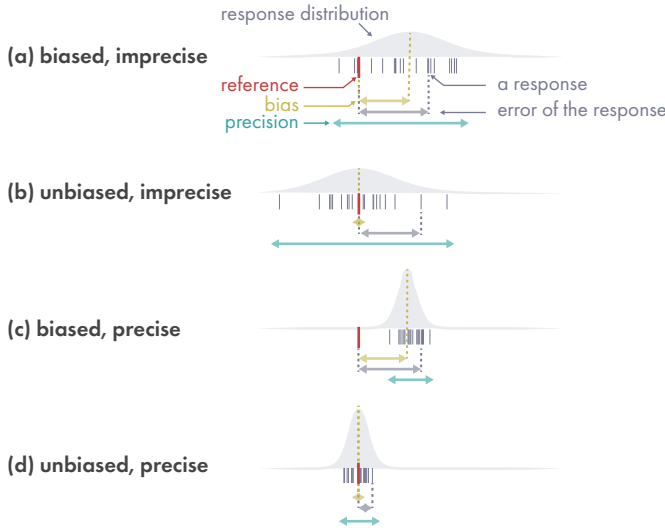 response distribution
(a) biased, imprecise
reference
a response
bias
error of the response
precision
(b) unbiased, imprecise
(c) biased, precise
(d) unbiased, precise